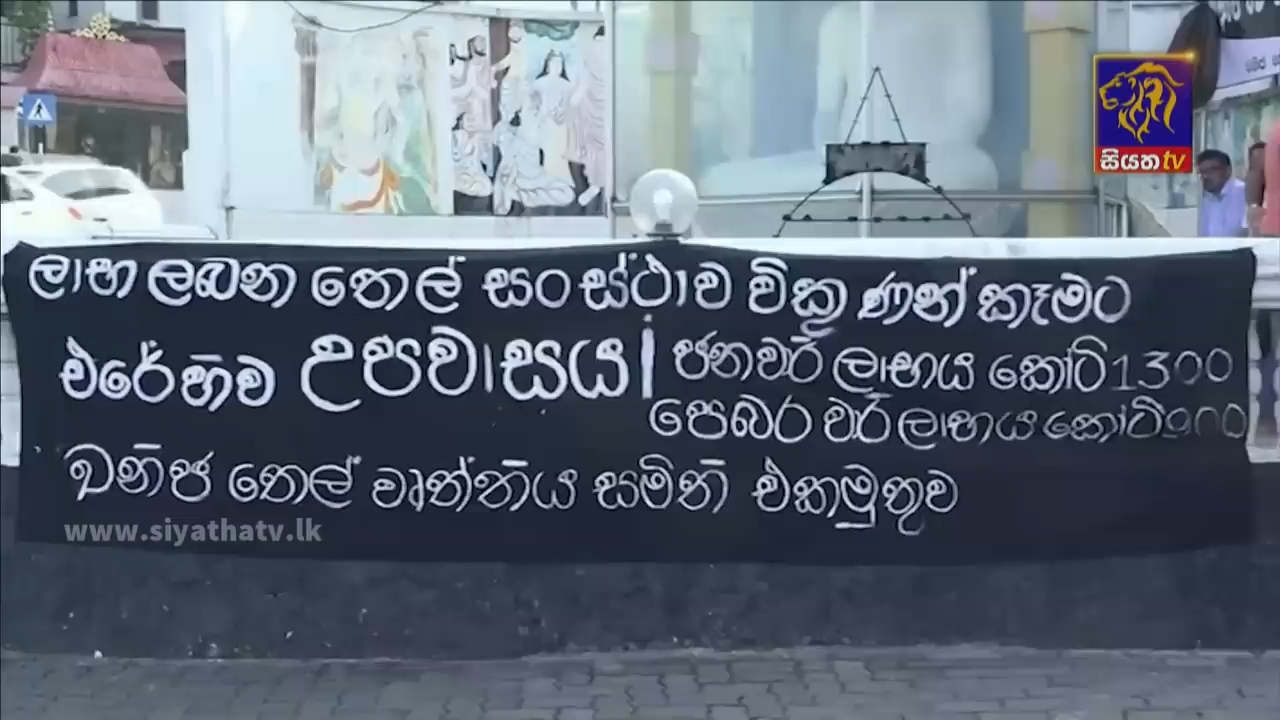 සියත tv
ලාභ ලබන තෙල් සංස්ථාව විකුණන් කෑමට
එරෙහිව උපවාසය!
ජනවාරි ලාභය කෝටි 1300
පෙබරවාරි ලාභය කෝටි 900
ඛනිජ තෙල් වෘත්තීය සමිති එකමුතුව
www.siyathatv.lk